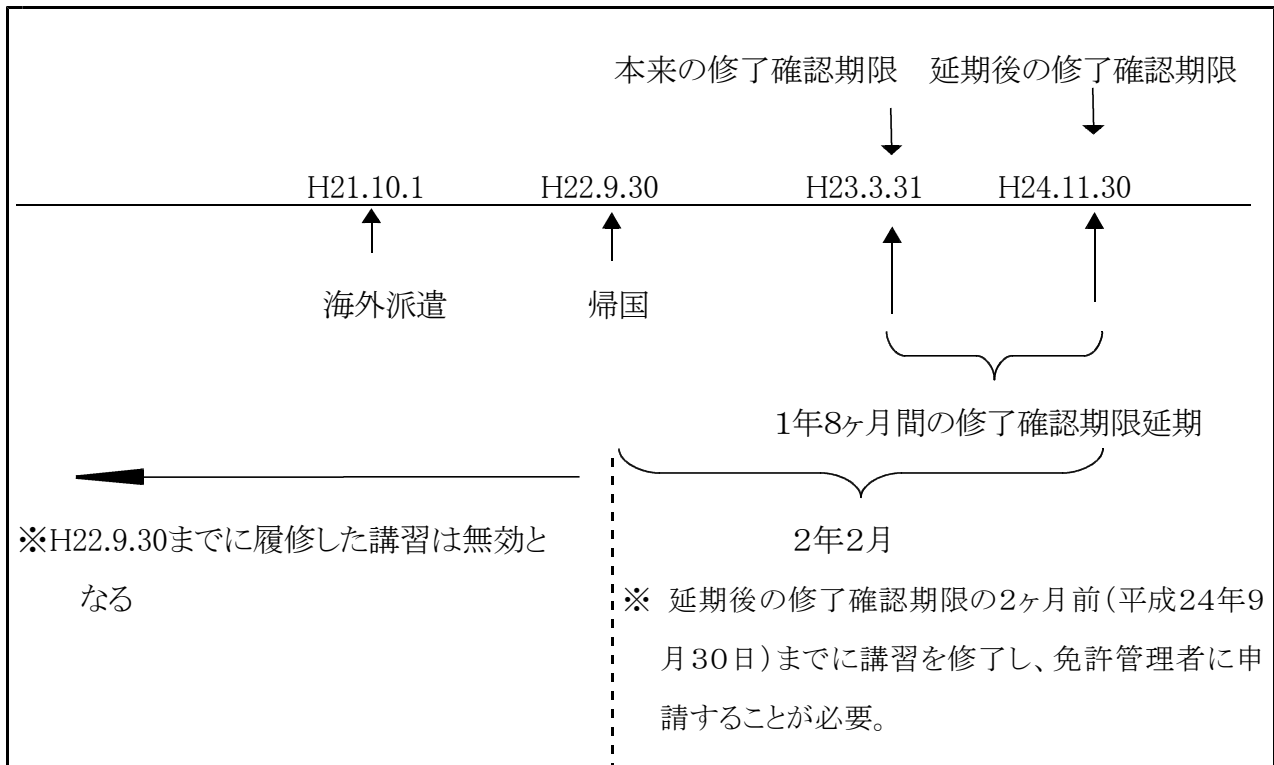 本来の修了確認期限　延期後の修了確認期限
H21.10.1　H22.9.30　H23.3.31　H24.11.30
海外派遣　帰国
1年8ヶ月間の修了確認期限延期
※H22.9.30までに履修した講習は無効と
なる
2年2月
※ 延期後の修了確認期限の2ヶ月前(平成24年9
月30日)までに講習を修了し、免許管理者に申
請することが必要。